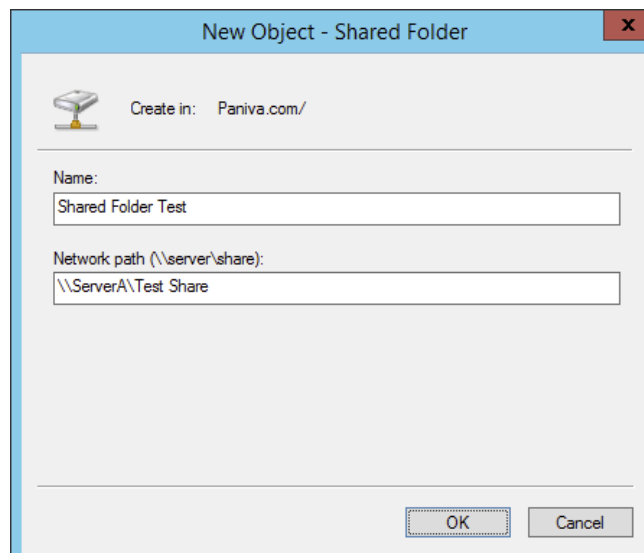 New Object - Shared Folder
x
Create in: Paniva.com/
Name:
Shared Folder Test
Network path (\\server\share):
\\ServerA\Test Share
OK Cancel